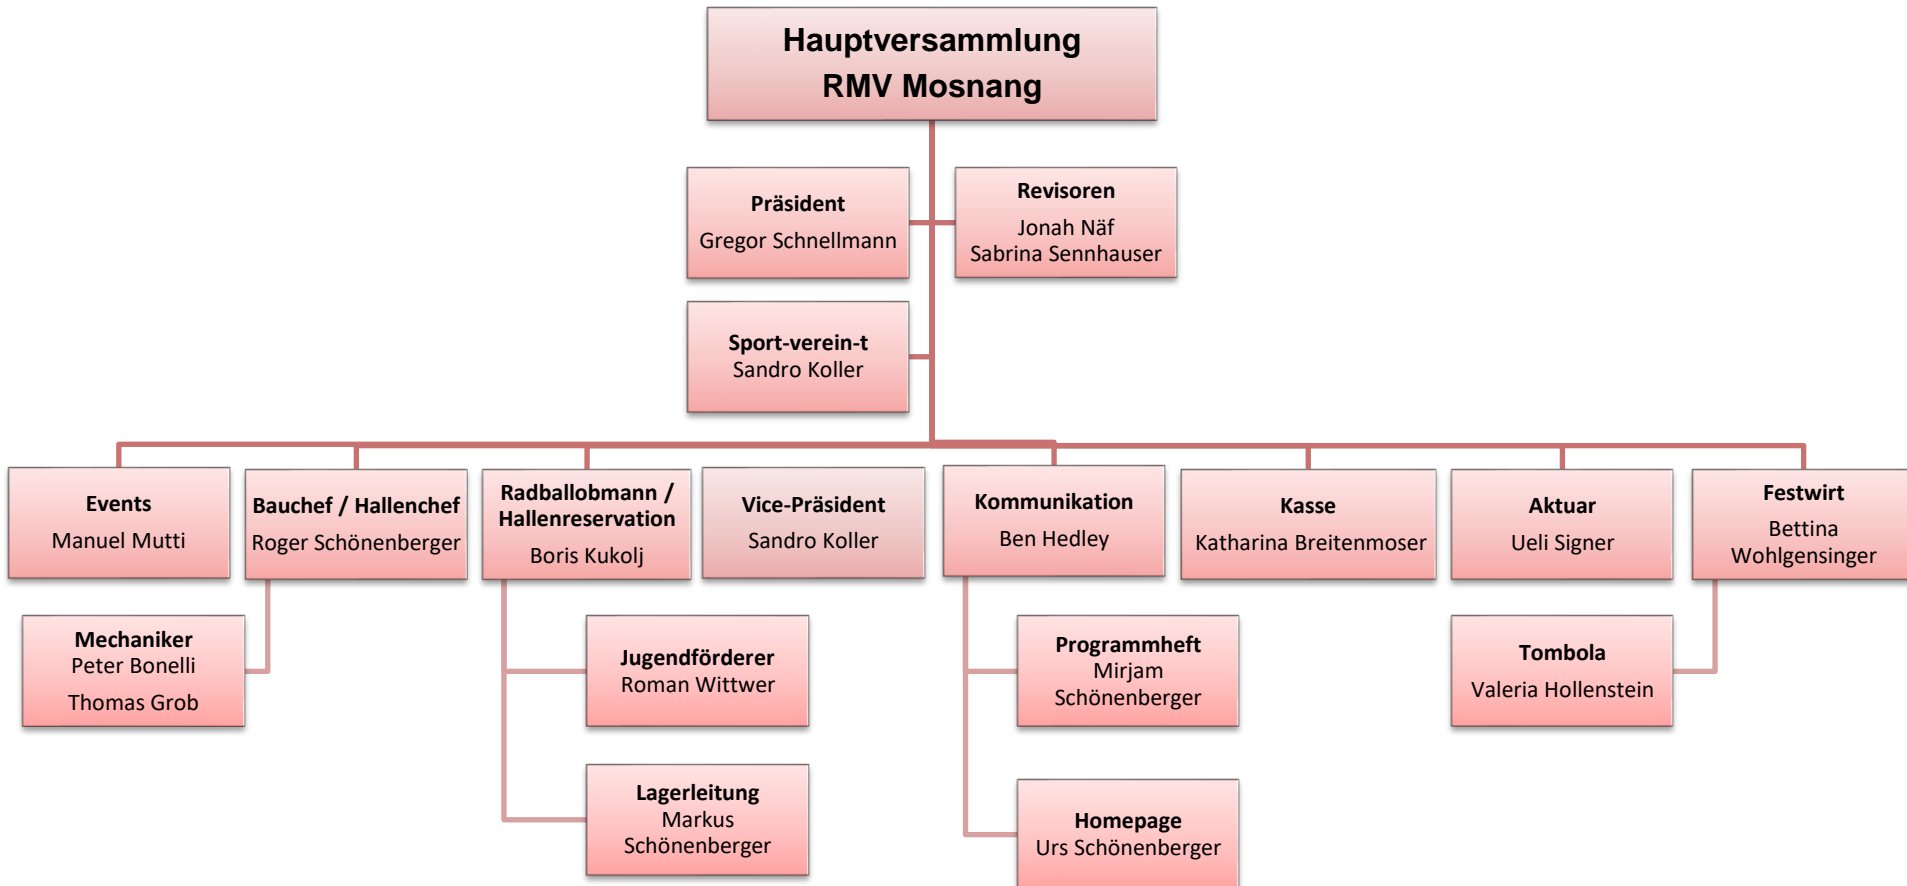 Hauptversammlung
RMV Mosnang
Präsident
Gregor Schnellmann
Revisoren
Jonah Näf
Sabrina Sennhauser
Sport-verein-t
Sandro Koller
Events
Manuel Mutti
Bauchef / Hallenchef
Roger Schönenberger
Radballobmann /
Hallenreservation
Boris Kukolj
Vice-Präsident
Sandro Koller
Kommunikation
Ben Hedley
Kasse
Katharina Breitenmoser
Aktuar
Ueli Signer
Festwirt
Bettina
Wohlgensinger
Mechaniker
Peter Bonelli
Thomas Grob
Jugendförderer
Roman Wittwer
Programmheft
Mirjam
Schönenberger
Tombola
Valeria Hollenstein
Lagerleitung
Markus
Schönenberger
Homepage
Urs Schönenberger